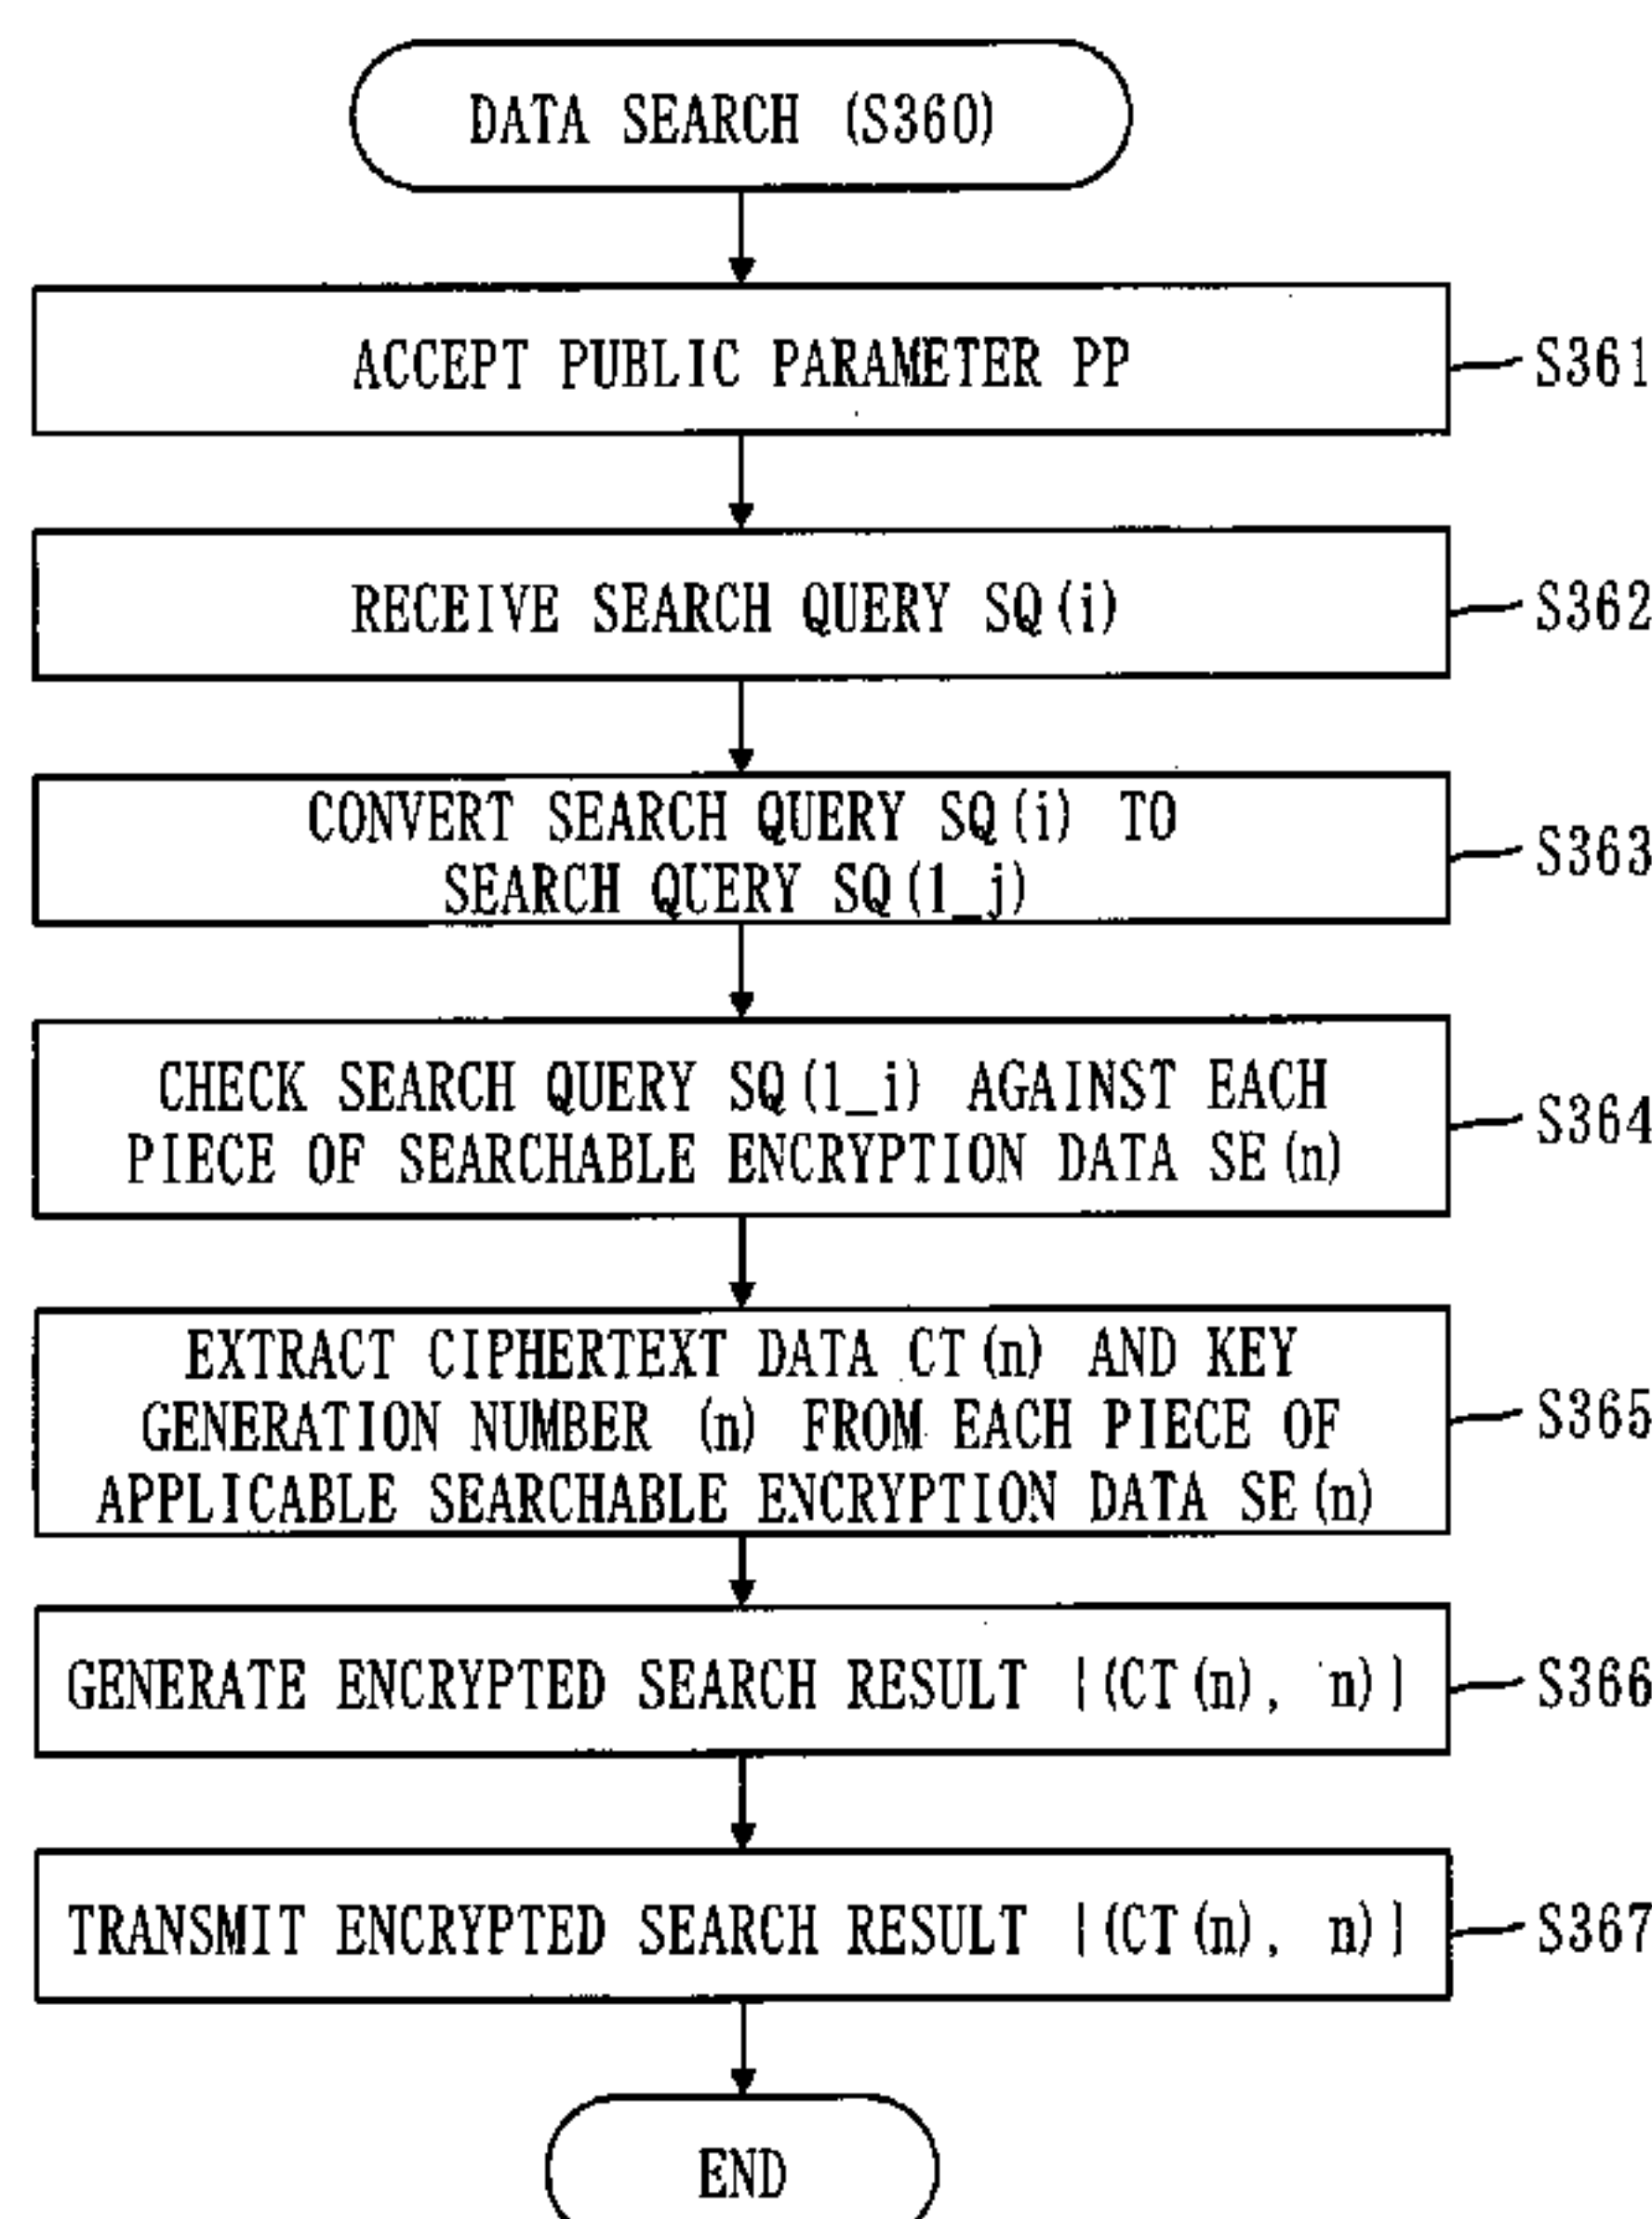 DATA SEARCH (S360)
ACCEPT PUBLIC PARAMETER PP
S361
RECEIVE SEARCH QUERY SQ(i)
S362
CONVERT SEARCH QUERY SQ(i) TO
SEARCH QUERY SQ(1_j)
S363
CHECK SEARCH QUERY SQ(1_i) AGAINST EACH
PIECE OF SEARCHABLE ENCRYPTION DATA SE(n)
S364
EXTRACT CIPHERTEXT DATA CT(n) AND KEY
GENERATION NUMBER (n) FROM EACH PIECE OF
APPLICABLE SEARCHABLE ENCRYPTION DATA SE(n)
S365
GENERATE ENCRYPTED SEARCH RESULT {(CT(n), n)}
S366
TRANSMIT ENCRYPTED SEARCH RESULT {(CT(n), n)}
S367
END